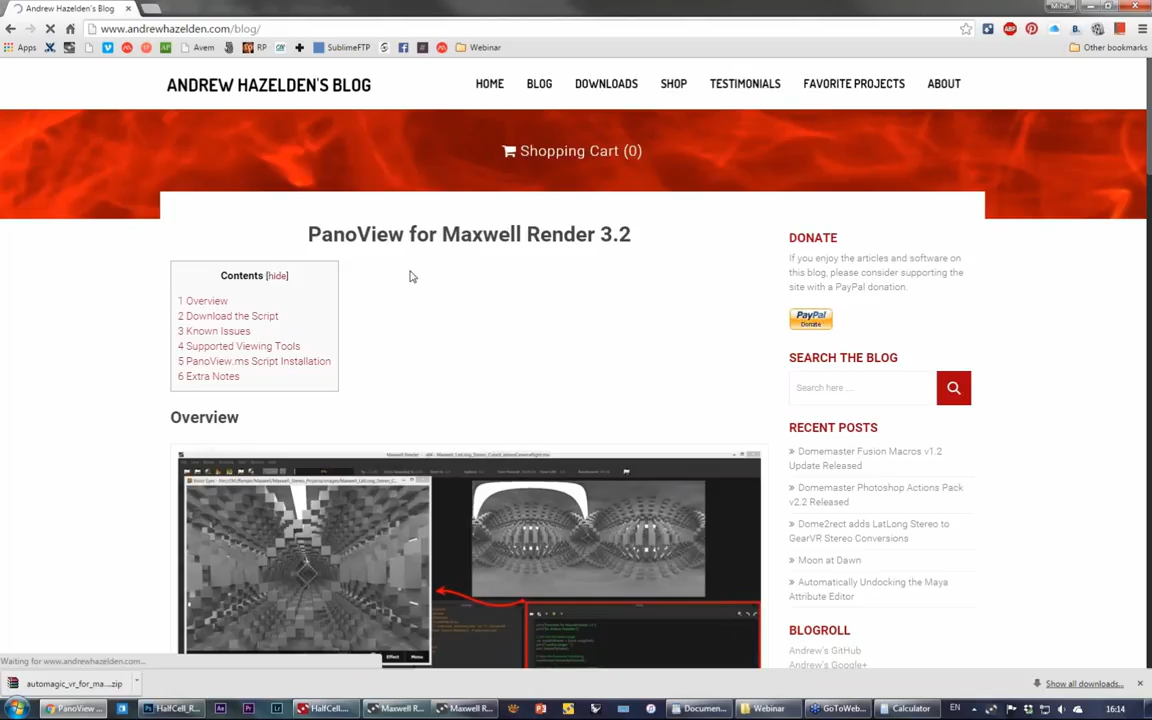 Andrew Hazelden's Blog
Mihai
www.andrewhazelden.com/blog/
Apps
Avem
RP
SublimeFTP
Webinar
Other bookmarks
ANDREW HAZELDEN'S BLOG
HOME
BLOG
DOWNLOADS
SHOP
TESTIMONIALS
FAVORITE PROJECTS
ABOUT
Shopping Cart (0)
PanoView for Maxwell Render 3.2
Contents [hide]
1 Overview
2 Download the Script
3 Known Issues
4 Supported Viewing Tools
5 PanoView.ms Script Installation
6 Extra Notes
Overview
Effect
Menu
DONATE
If you enjoy the articles and software on
this blog, please consider supporting the
site with a PayPal donation.
PayPal
Donate
SEARCH THE BLOG
Search here ...
RECENT POSTS
» Domemaster Fusion Macros v1.2
Update Released
» Domemaster Photoshop Actions Pack
v2.2 Released
» Dome2rect adds LatLong Stereo to
GearVR Stereo Conversions
» Moon at Dawn
» Automatically Undocking the Maya
Attribute Editor
BLOGROLL
Andrew's GitHub
Andrew's Google+
Waiting for www.andrewhazelden.com...
automagic_vr_for_ma....zip
Show all downloads...
PanoView ...
HalfCell_R...
HalfCell....
Maxwell R...
Maxwell R...
Documen...
Webinar
GoToWeb...
Calculator
EN
16:14